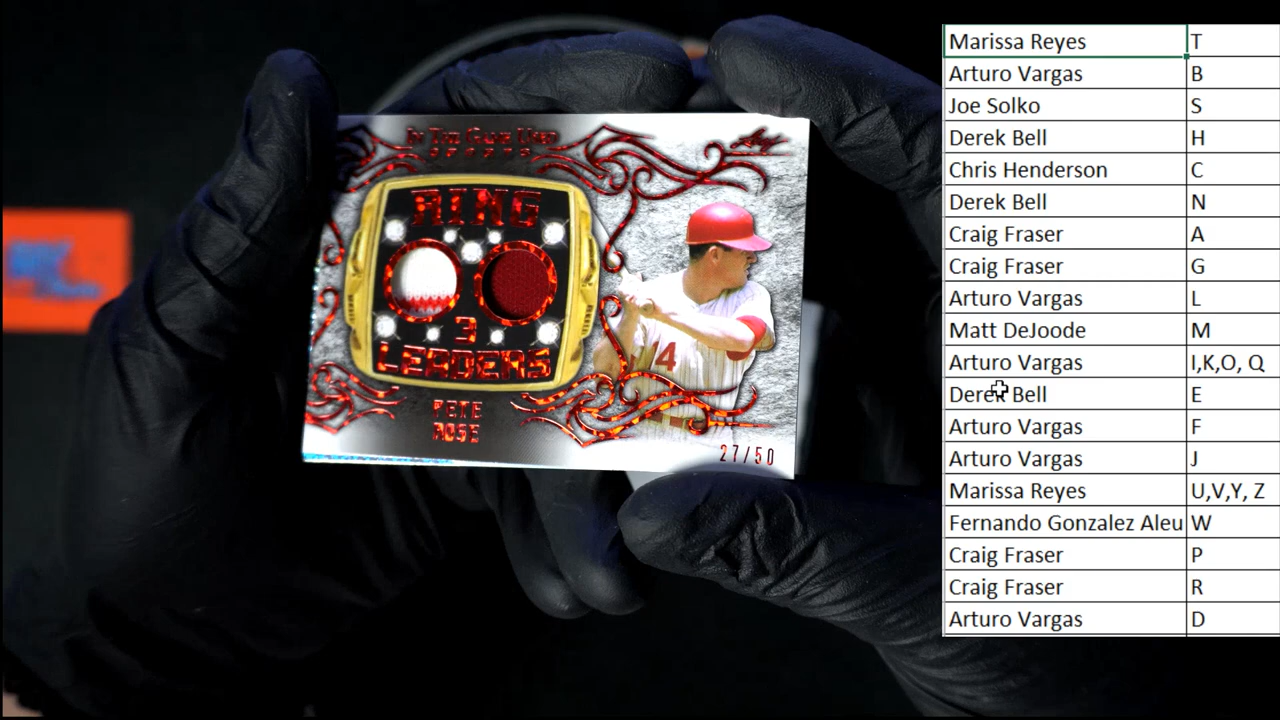 IN THE GAME USED
SPORTS
Leaf
RING
3
LEADERS
PETE
ROSE
14
27/50
Marissa Reyes T
Arturo Vargas B
Joe Solko S
Derek Bell H
Chris Henderson C
Derek Bell N
Craig Fraser A
Craig Fraser G
Arturo Vargas L
Matt DeJoode M
Arturo Vargas I,K,O, Q
Derek Bell E
Arturo Vargas F
Arturo Vargas J
Marissa Reyes U,V,Y, Z
Fernando Gonzalez Aleu W
Craig Fraser P
Craig Fraser R
Arturo Vargas D